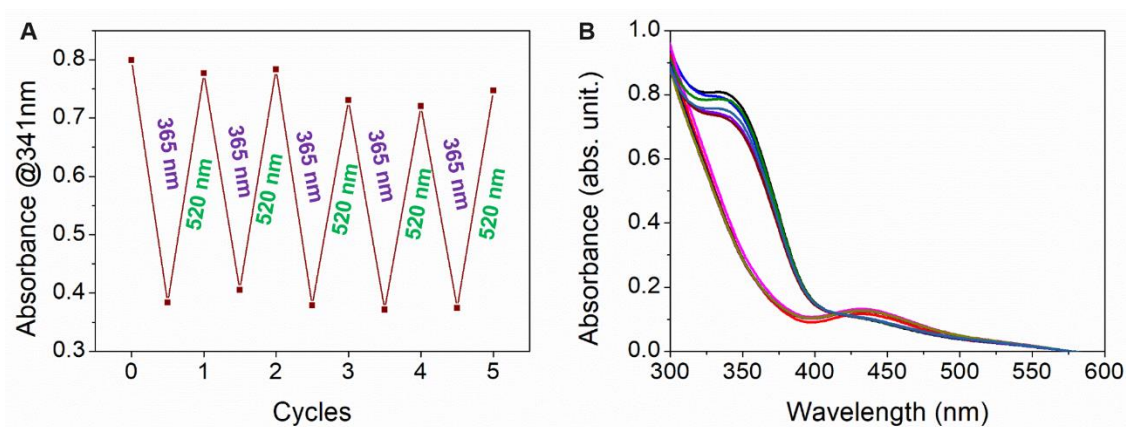 A
0.8
0.7
0.6
0.5
0.4
0.3
Absorbance @341nm
365 nm
520 nm
365 nm
520 nm
365 nm
520 nm
365 nm
520 nm
365 nm
520 nm
0 1 2 3 4 5
Cycles
B
1.0
0.8
0.6
0.4
0.2
0.0
Absorbance (abs. unit.)
300 350 400 450 500 550 600
Wavelength (nm)